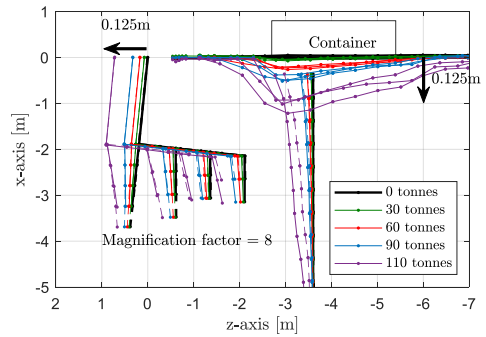 0.125m
1
0
-1
-2
-3
-4
-5
x-axis [m]
Container
0.125m
0 tonnes
30 tonnes
60 tonnes
90 tonnes
110 tonnes
Magnification factor = 8
2 1 0 -1 -2 -3 -4 -5 -6 -7
z-axis [m]